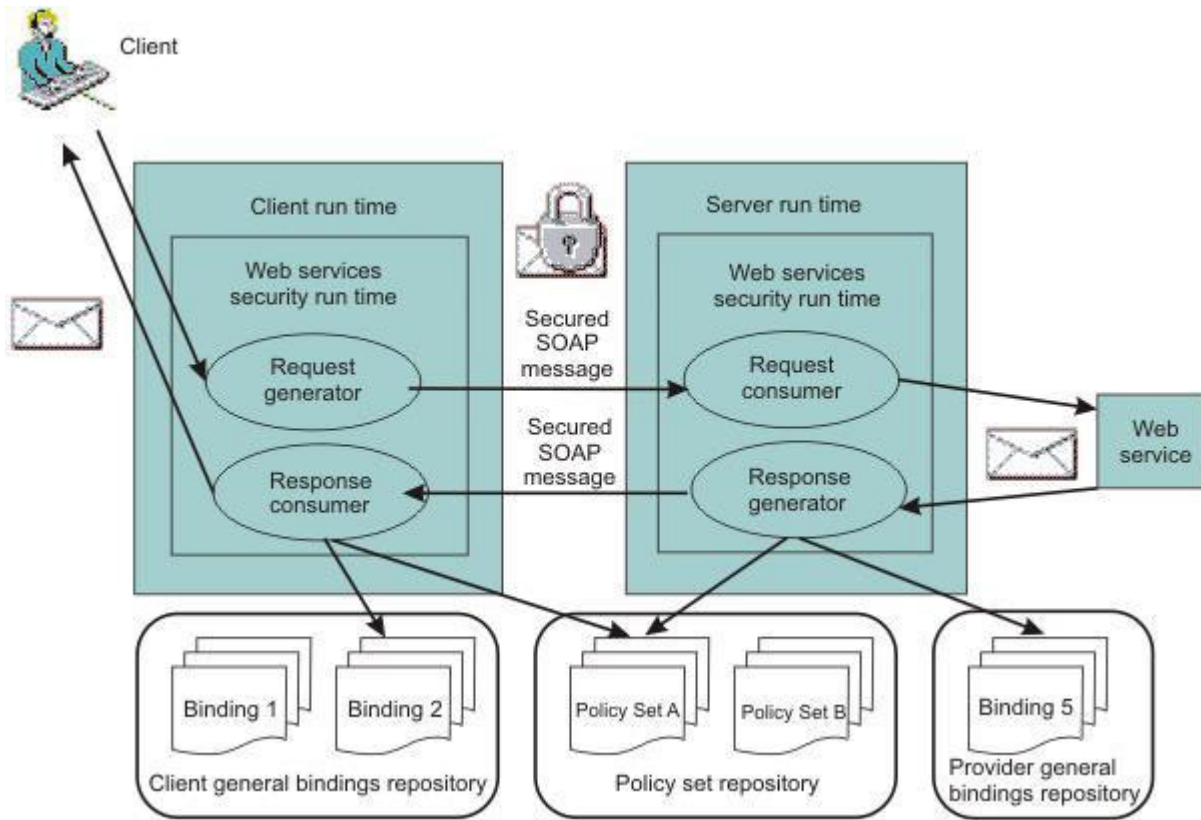 Client
Client run time
Server run time
Web services
security run time
Web services
security run time
Secured
SOAP
message
Request
generator
Request
consumer
Secured
SOAP
message
Web
service
Response
consumer
Response
generator
Binding 1
Binding 2
Policy Set A
Policy Set B
Binding 5
Client general bindings repository
Policy set repository
Provider general
bindings repository